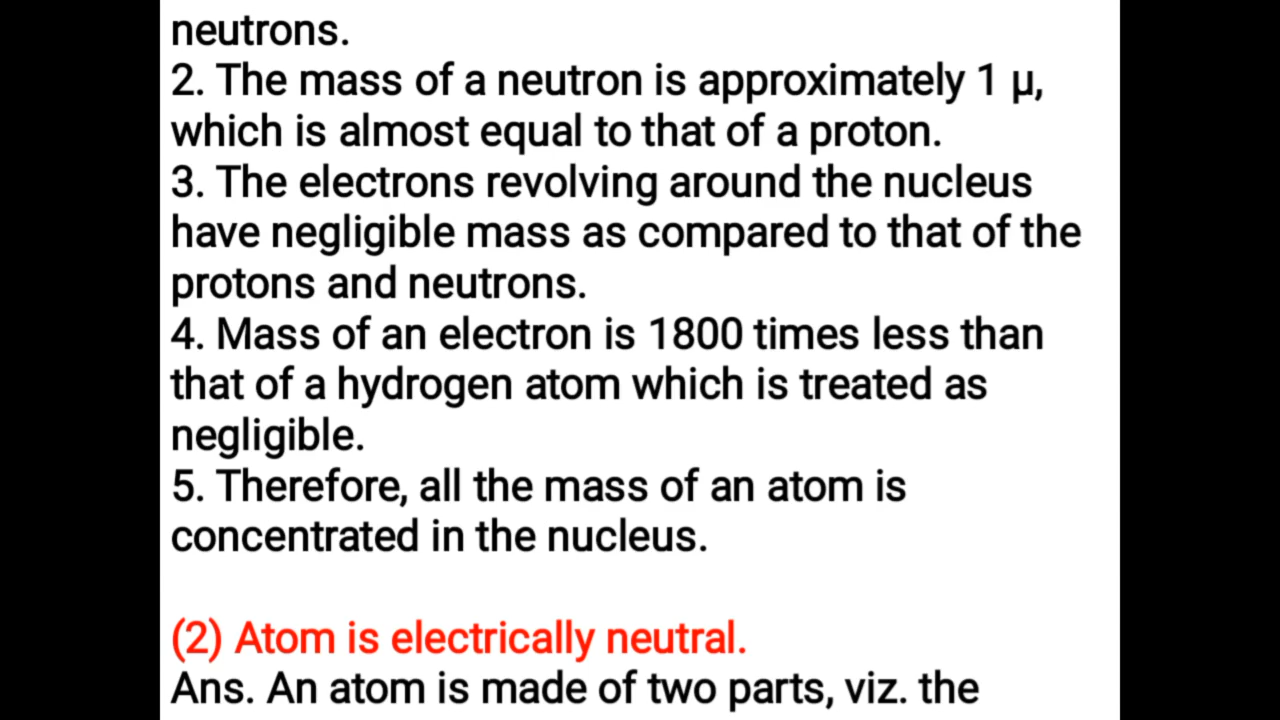 neutrons.
2. The mass of a neutron is approximately 1 µ,
which is almost equal to that of a proton.
3. The electrons revolving around the nucleus
have negligible mass as compared to that of the
protons and neutrons.
4. Mass of an electron is 1800 times less than
that of a hydrogen atom which is treated as
negligible.
5. Therefore, all the mass of an atom is
concentrated in the nucleus.
(2) Atom is electrically neutral.
Ans. An atom is made of two parts, viz. the